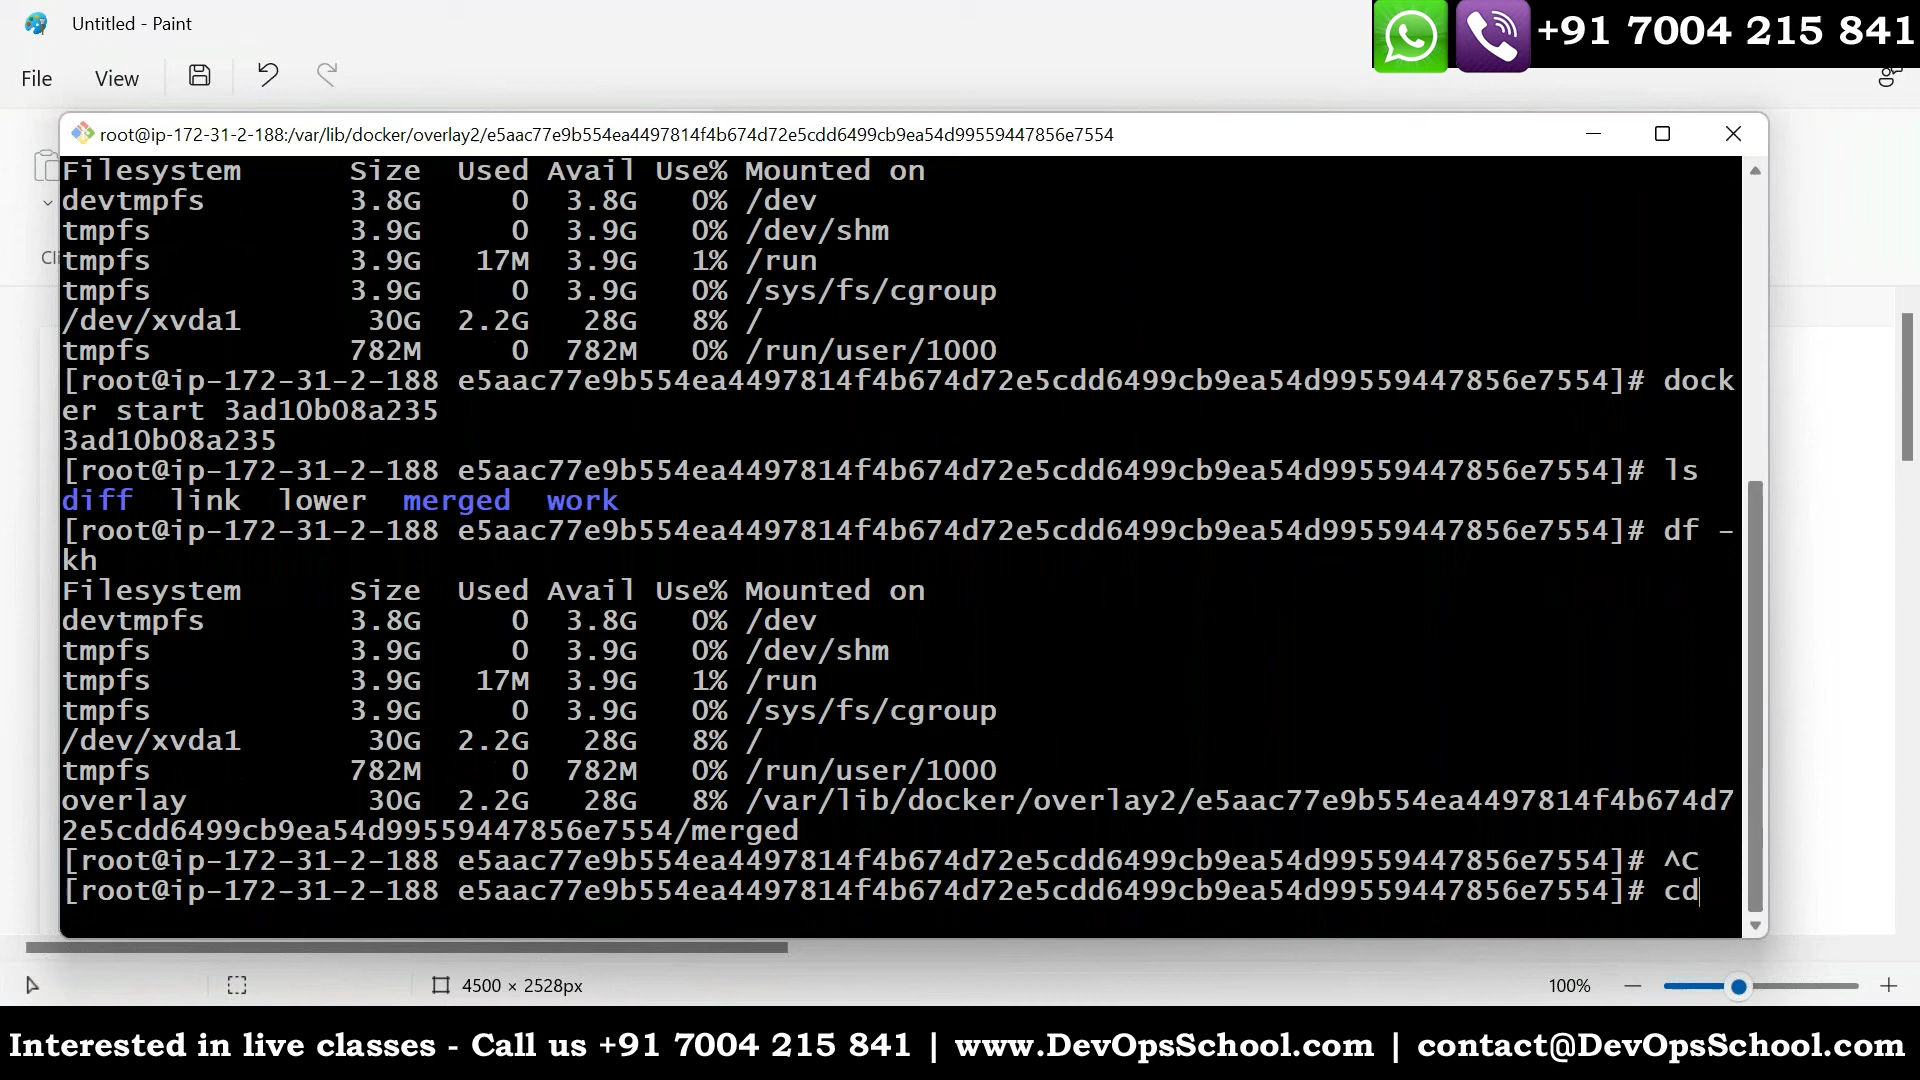 Untitled - Paint
+91 7004 215 841
File View
root@ip-172-31-2-188:/var/lib/docker/overlay2/e5aac77e9b554ea4497814f4b674d72e5cdd6499cb9ea54d99559447856e7554
Filesystem Size Used Avail Use% Mounted on
devtmpfs 3.8G 0 3.8G 0% /dev
tmpfs 3.9G 0 3.9G 0% /dev/shm
tmpfs 3.9G 17M 3.9G 1% /run
tmpfs 3.9G 0 3.9G 0% /sys/fs/cgroup
/dev/xvda1 30G 2.2G 28G 8% /
tmpfs 782M 0 782M 0% /run/user/1000
[root@ip-172-31-2-188 e5aac77e9b554ea4497814f4b674d72e5cdd6499cb9ea54d99559447856e7554]# dock
er start 3ad10b08a235
3ad10b08a235
[root@ip-172-31-2-188 e5aac77e9b554ea4497814f4b674d72e5cdd6499cb9ea54d99559447856e7554]# ls
diff link lower merged work
[root@ip-172-31-2-188 e5aac77e9b554ea4497814f4b674d72e5cdd6499cb9ea54d99559447856e7554]# df -
kh
Filesystem Size Used Avail Use% Mounted on
devtmpfs 3.8G 0 3.8G 0% /dev
tmpfs 3.9G 0 3.9G 0% /dev/shm
tmpfs 3.9G 17M 3.9G 1% /run
tmpfs 3.9G 0 3.9G 0% /sys/fs/cgroup
/dev/xvda1 30G 2.2G 28G 8% /
tmpfs 782M 0 782M 0% /run/user/1000
overlay 30G 2.2G 28G 8% /var/lib/docker/overlay2/e5aac77e9b554ea4497814f4b674d7
2e5cdd6499cb9ea54d99559447856e7554/merged
[root@ip-172-31-2-188 e5aac77e9b554ea4497814f4b674d72e5cdd6499cb9ea54d99559447856e7554]# ^C
[root@ip-172-31-2-188 e5aac77e9b554ea4497814f4b674d72e5cdd6499cb9ea54d99559447856e7554]# cd
4500 × 2528px
100%
Interested in live classes - Call us +91 7004 215 841 | www.DevOpsSchool.com | contact@DevOpsSchool.com